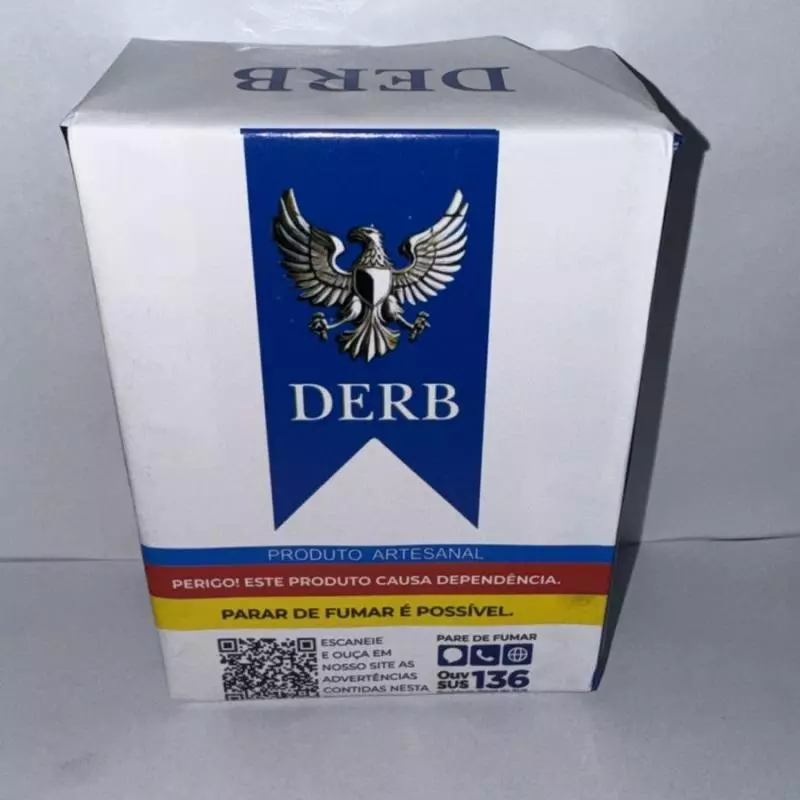 DERB
DERB
PRODUTO ARTESANAL
PERIGO! ESTE PRODUTO CAUSA DEPENDÊNCIA.
PARAR DE FUMAR É POSSÍVEL.
ESCANEIE
E OUÇA EM
NOSSO SITE AS
ADVERTÊNCIAS
CONTIDAS NESTA
PARE DE FUMAR
Ouv
SUS 136